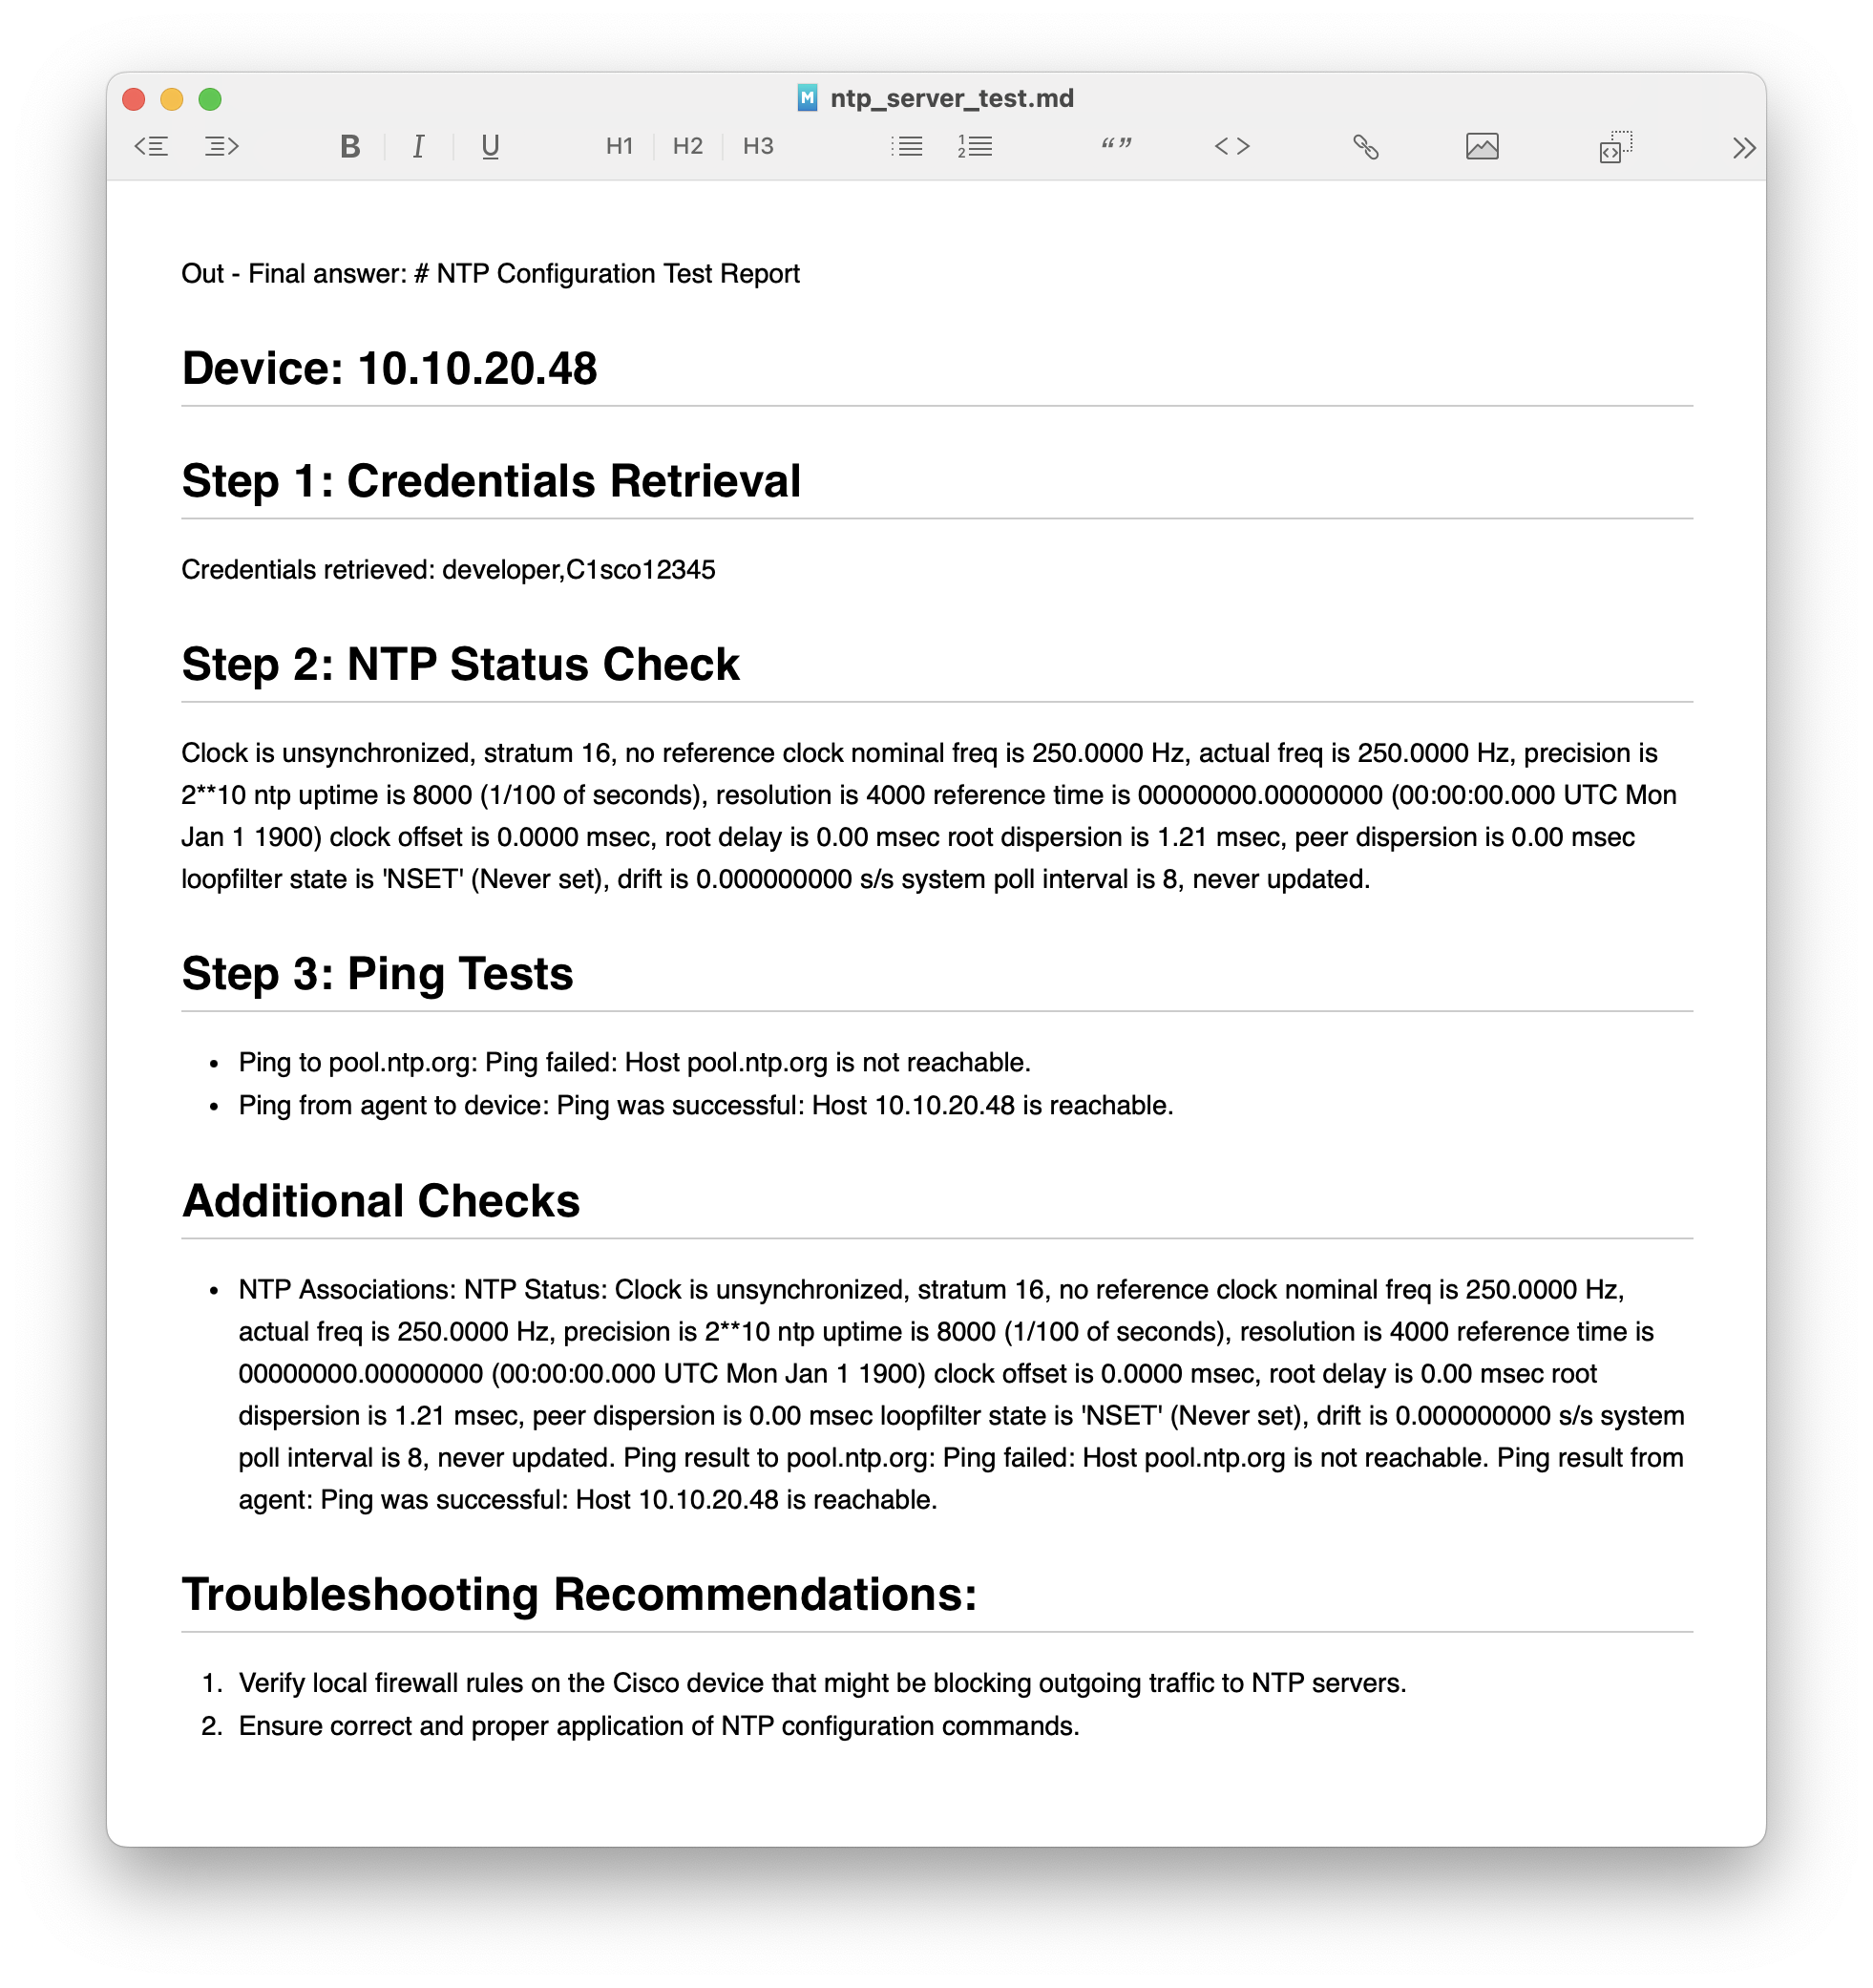 ntp_server_test.md
B I U H1 H2 H3 “” <>
Out - Final answer: # NTP Configuration Test Report
Device: 10.10.20.48
Step 1: Credentials Retrieval
Credentials retrieved: developer,C1sco12345
Step 2: NTP Status Check
Clock is unsynchronized, stratum 16, no reference clock nominal freq is 250.0000 Hz, actual freq is 250.0000 Hz, precision is
2**10 ntp uptime is 8000 (1/100 of seconds), resolution is 4000 reference time is 00000000.00000000 (00:00:00.000 UTC Mon
Jan 1 1900) clock offset is 0.0000 msec, root delay is 0.00 msec root dispersion is 1.21 msec, peer dispersion is 0.00 msec
loopfilter state is 'NSET' (Never set), drift is 0.000000000 s/s system poll interval is 8, never updated.
Step 3: Ping Tests
• Ping to pool.ntp.org: Ping failed: Host pool.ntp.org is not reachable.
• Ping from agent to device: Ping was successful: Host 10.10.20.48 is reachable.
Additional Checks
• NTP Associations: NTP Status: Clock is unsynchronized, stratum 16, no reference clock nominal freq is 250.0000 Hz,
actual freq is 250.0000 Hz, precision is 2**10 ntp uptime is 8000 (1/100 of seconds), resolution is 4000 reference time is
00000000.00000000 (00:00:00.000 UTC Mon Jan 1 1900) clock offset is 0.0000 msec, root delay is 0.00 msec root
dispersion is 1.21 msec, peer dispersion is 0.00 msec loopfilter state is 'NSET' (Never set), drift is 0.000000000 s/s system
poll interval is 8, never updated. Ping result to pool.ntp.org: Ping failed: Host pool.ntp.org is not reachable. Ping result from
agent: Ping was successful: Host 10.10.20.48 is reachable.
Troubleshooting Recommendations:
1. Verify local firewall rules on the Cisco device that might be blocking outgoing traffic to NTP servers.
2. Ensure correct and proper application of NTP configuration commands.